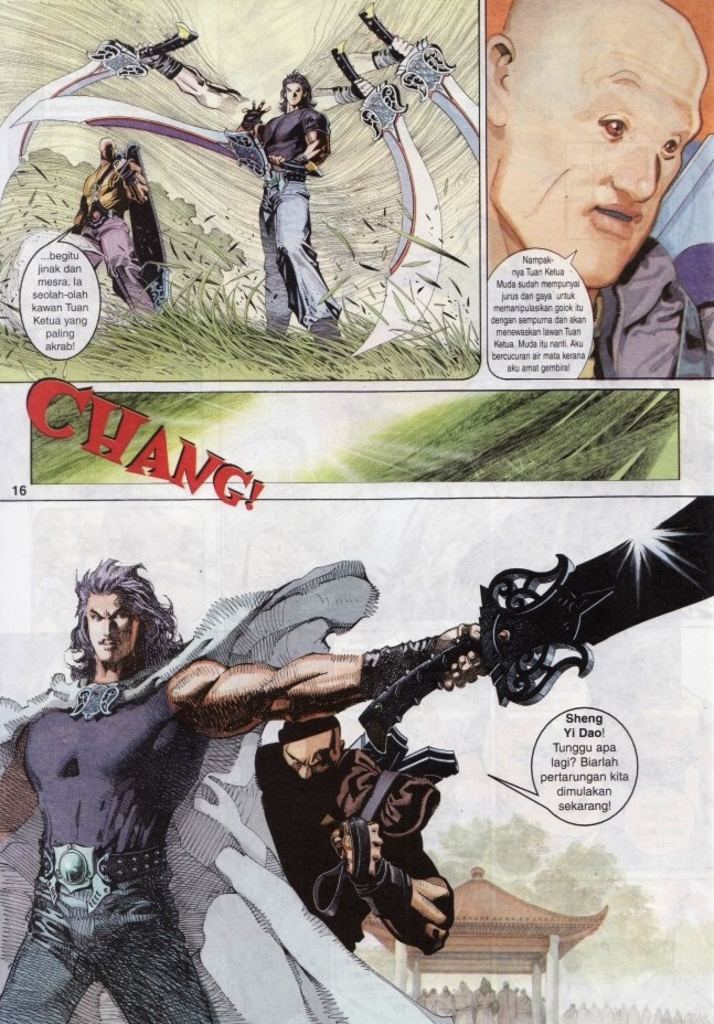 ...begitu
jinak dan
mesra. Ia
seolah-olah
kawan Tuan
Ketua yang
paling
akrab!
Nampak-
nya Tuan Ketua
Muda sudah mempunyai
jurus dan gaya untuk
memanipulasikan golok itu
dengan sempurna dan akan
menewaskan lawan Tuan
Ketua. Muda itu nanti. Aku
bercucuran air mata kerana
aku amat gembira!
CHANG!
16
Sheng
Yi Dao!
Tunggu apa
lagi? Biarlah
pertarungan kita
dimulakan
sekarang!